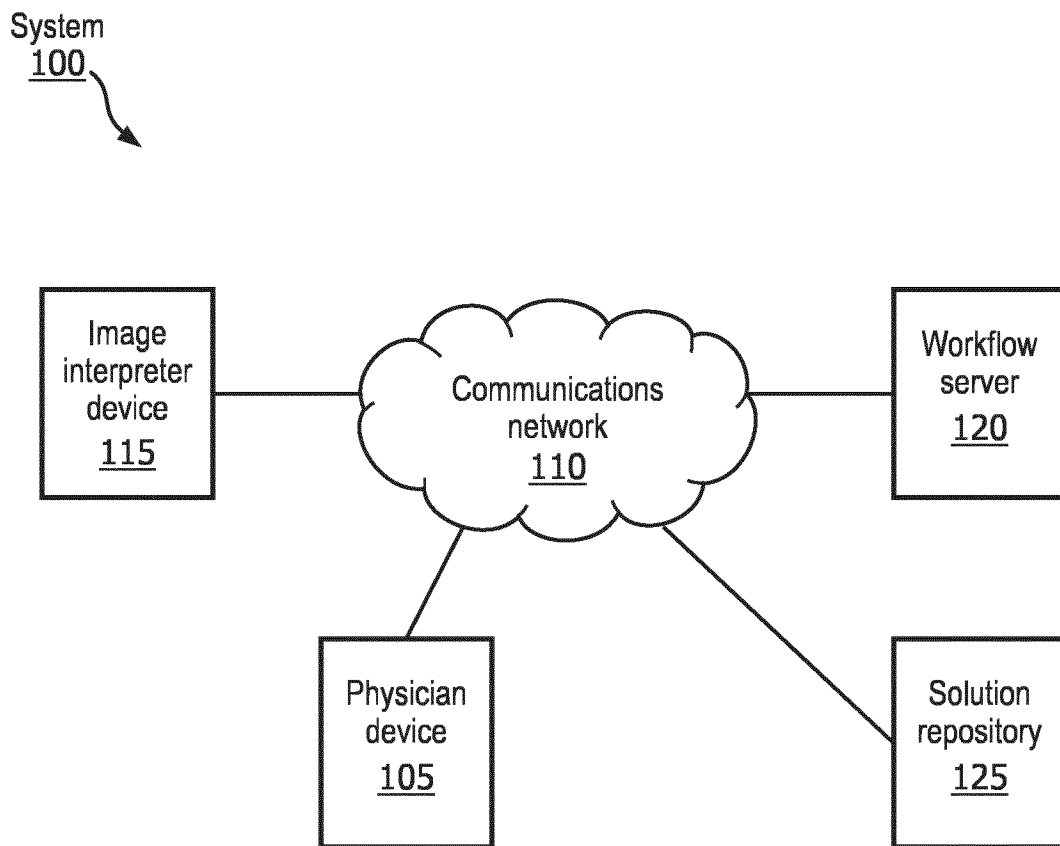 System
100
Image
interpreter
device
115
Communications
network
110
Workflow
server
120
Physician
device
105
Solution
repository
125